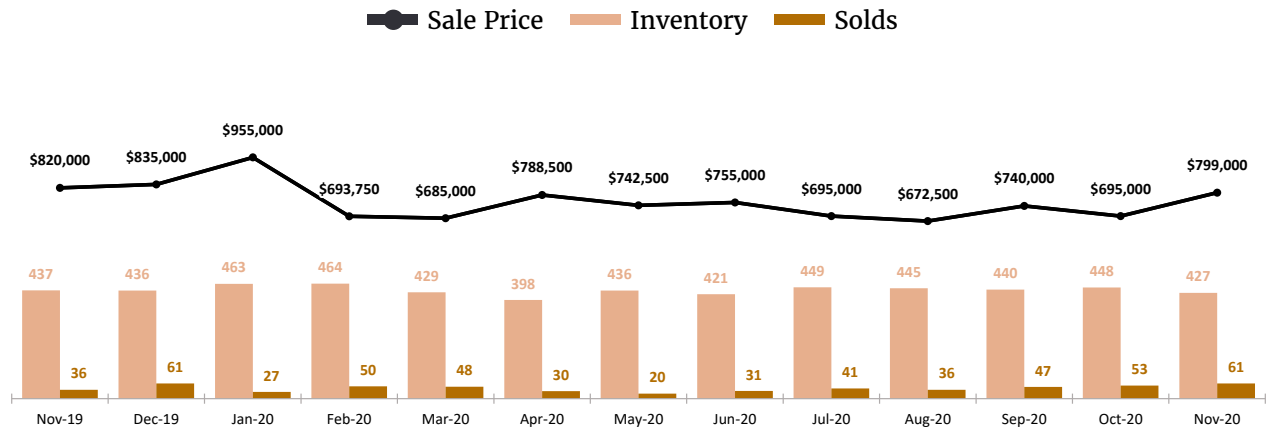 Sale Price Inventory Solds
$820,000 $835,000 $955,000 $693,750 $685,000 $788,500 $742,500 $755,000 $695,000 $672,500 $740,000 $695,000 $799,000
437 436 463 464 429 398 436 421 449 445 440 448 427
36 61 27 50 48 30 20 31 41 36 47 53 61
Nov-19 Dec-19 Jan-20 Feb-20 Mar-20 Apr-20 May-20 Jun-20 Jul-20 Aug-20 Sep-20 Oct-20 Nov-20